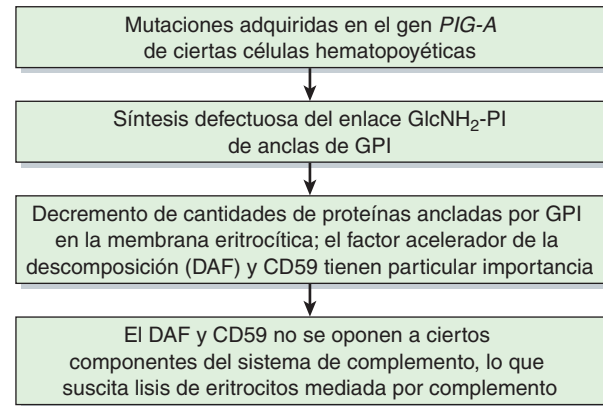 Mutaciones adquiridas en el gen PIG-A
de ciertas células hematopoyéticas
Síntesis defectuosa del enlace GlcNH₂-PI
de anclas de GPI
Decremento de cantidades de proteínas ancladas por GPI
en la membrana eritrocítica; el factor acelerador de la
descomposición (DAF) y CD59 tienen particular importancia
El DAF y CD59 no se oponen a ciertos
componentes del sistema de complemento, lo que
suscita lisis de eritrocitos mediada por complemento